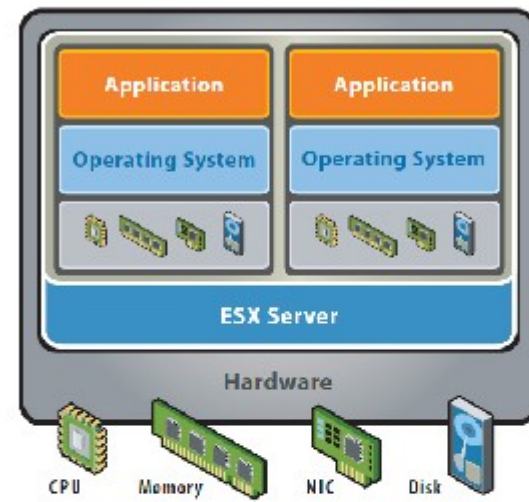 Application Application
Operating System Operating System
ESX Server
Hardware
CPU Memory NIC Disk